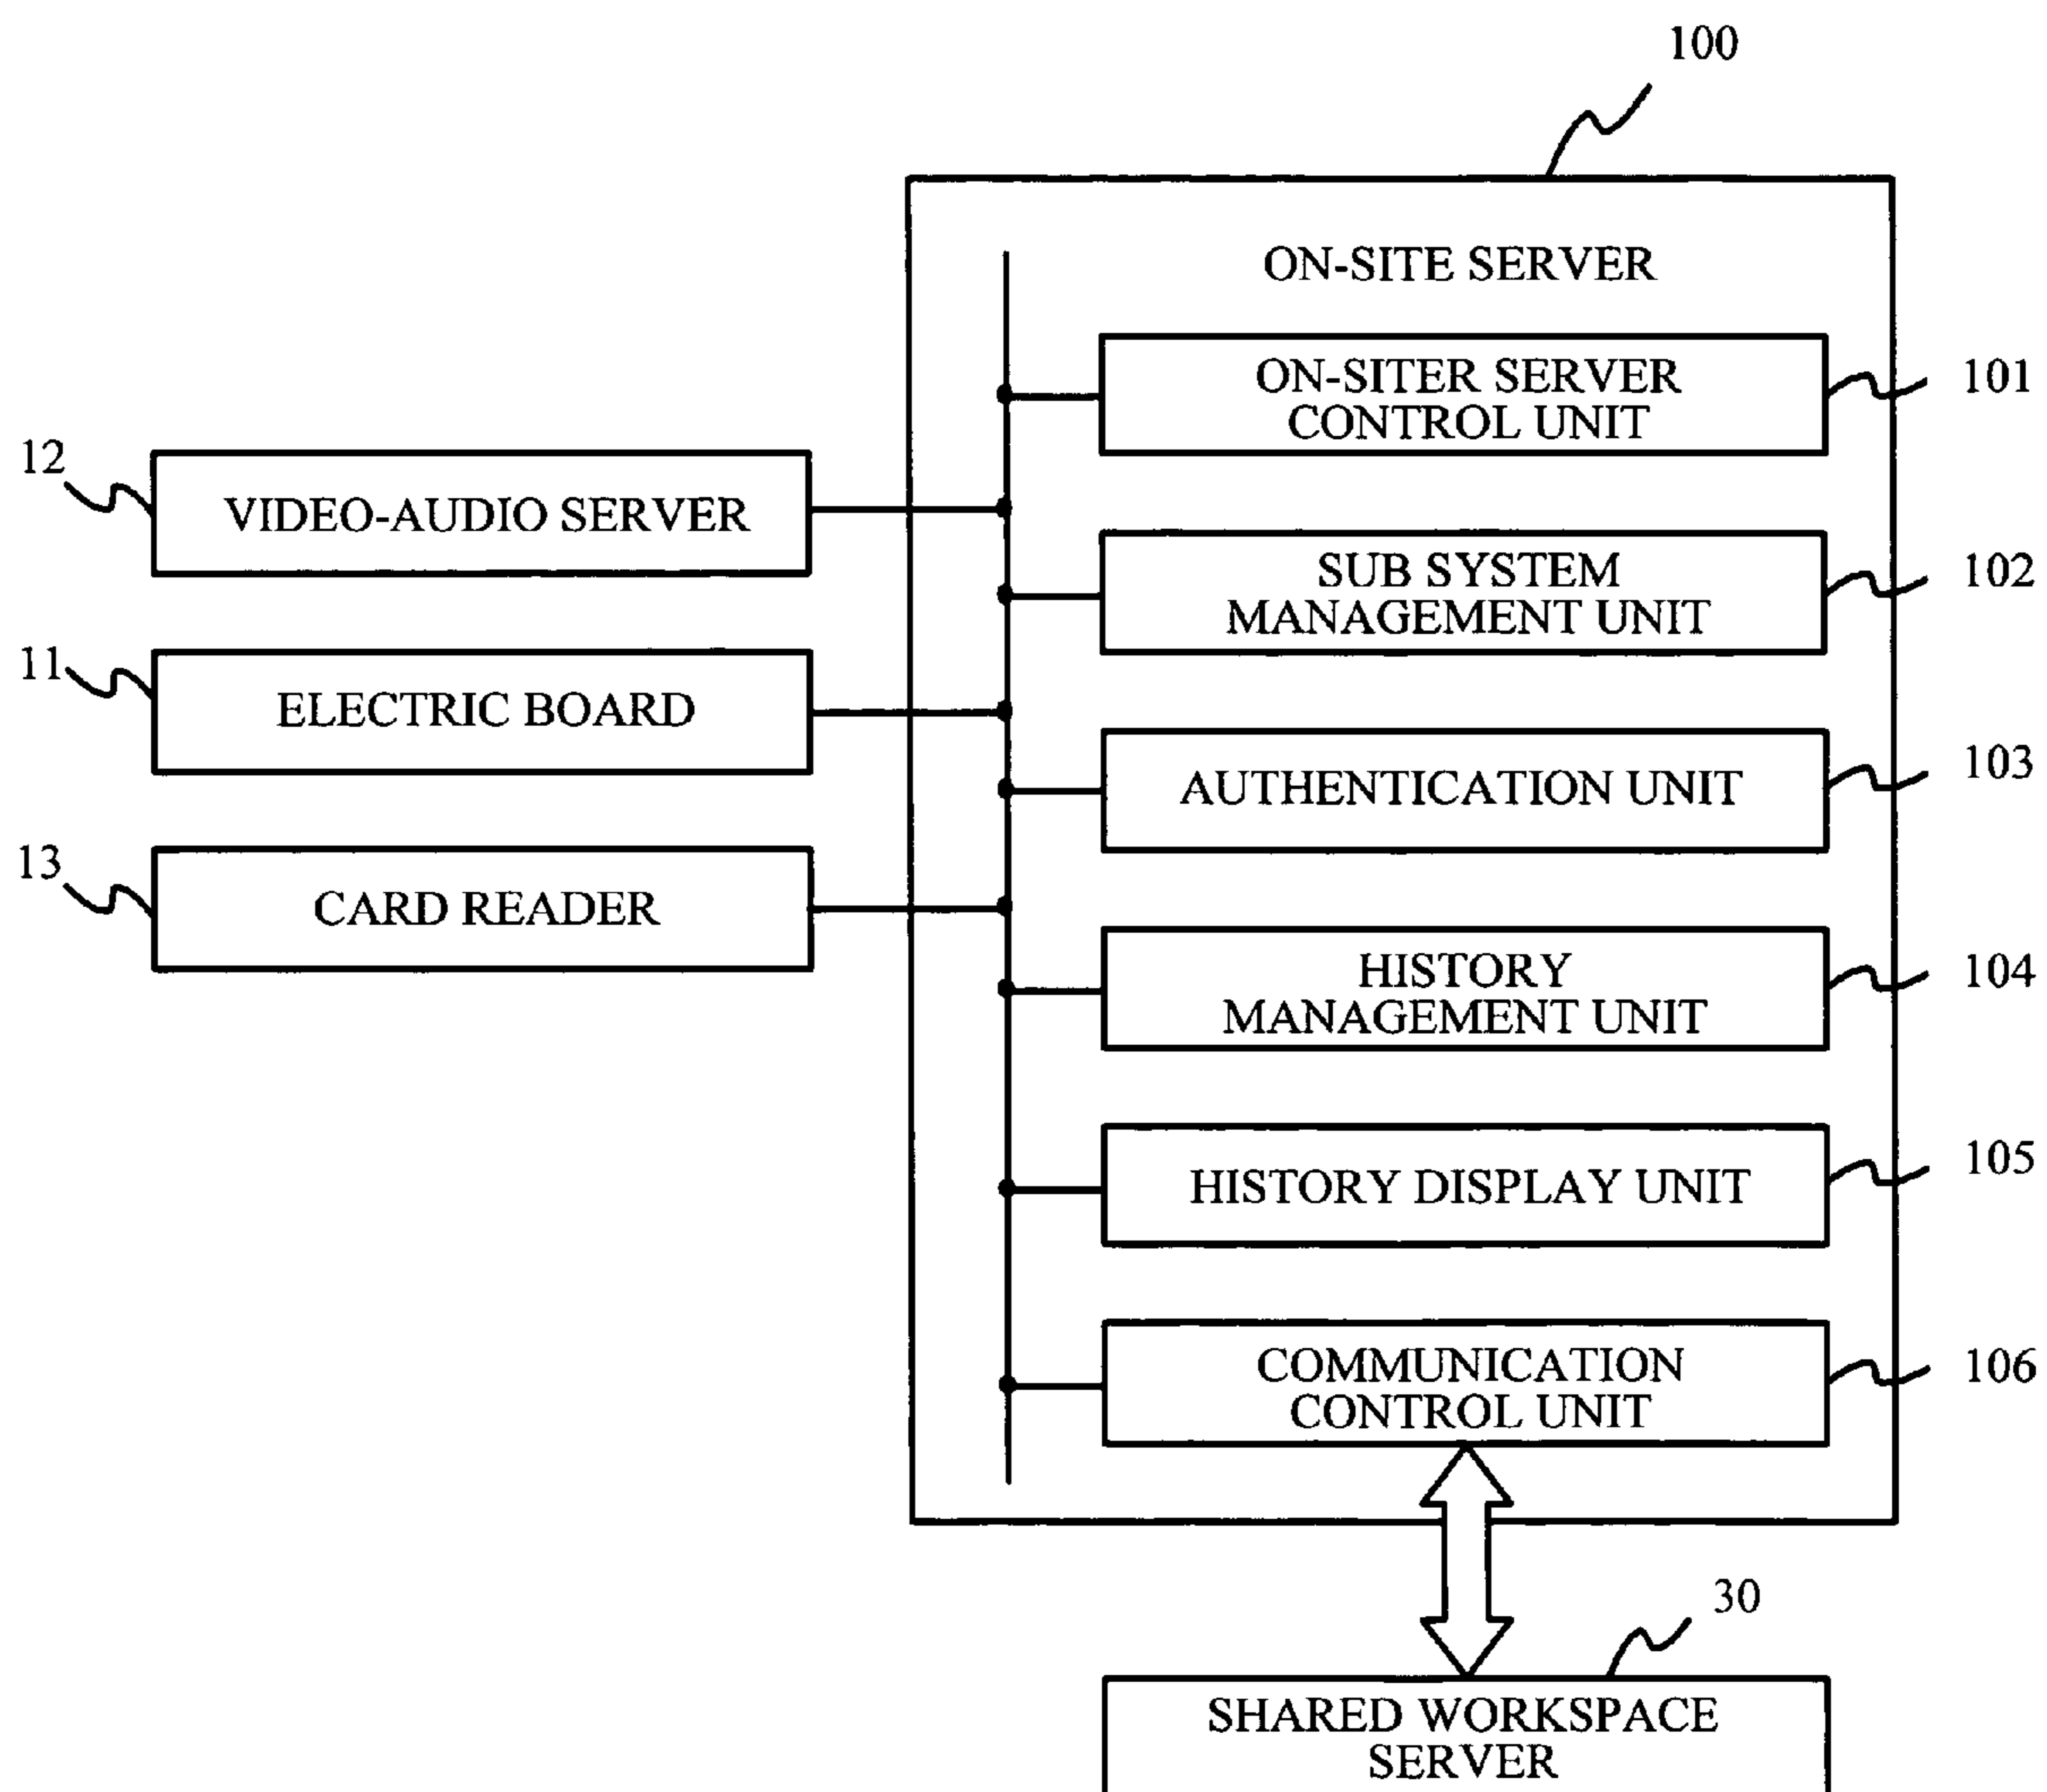 100
ON-SITE SERVER
ON-SITER SERVER
CONTROL UNIT
101
12
VIDEO-AUDIO SERVER
SUB SYSTEM
MANAGEMENT UNIT
102
11
ELECTRIC BOARD
AUTHENTICATION UNIT
103
13
CARD READER
HISTORY
MANAGEMENT UNIT
104
HISTORY DISPLAY UNIT
105
COMMUNICATION
CONTROL UNIT
106
30
SHARED WORKSPACE
SERVER